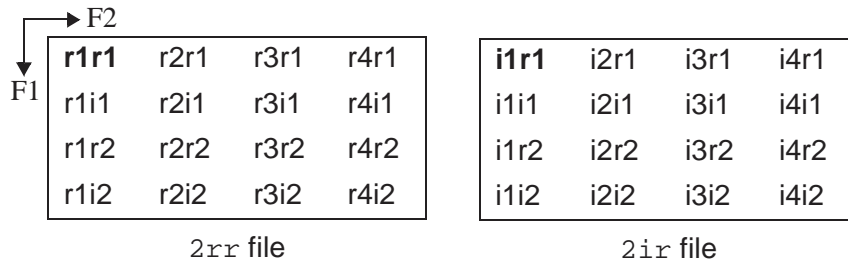 F2
F1
r1r1 r2r1 r3r1 r4r1
r1i1 r2i1 r3i1 r4i1
r1r2 r2r2 r3r2 r4r2
r1i2 r2i2 r3i2 r4i2
2rr file
i1r1 i2r1 i3r1 i4r1
i1i1 i2i1 i3i1 i4i1
i1r2 i2r2 i3r2 i4r2
i1i2 i2i2 i3i2 i4i2
2ir file